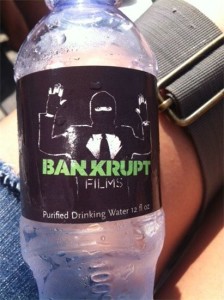 BANKRUPT
FILMS
Purified Drinking Water 12 fl oz